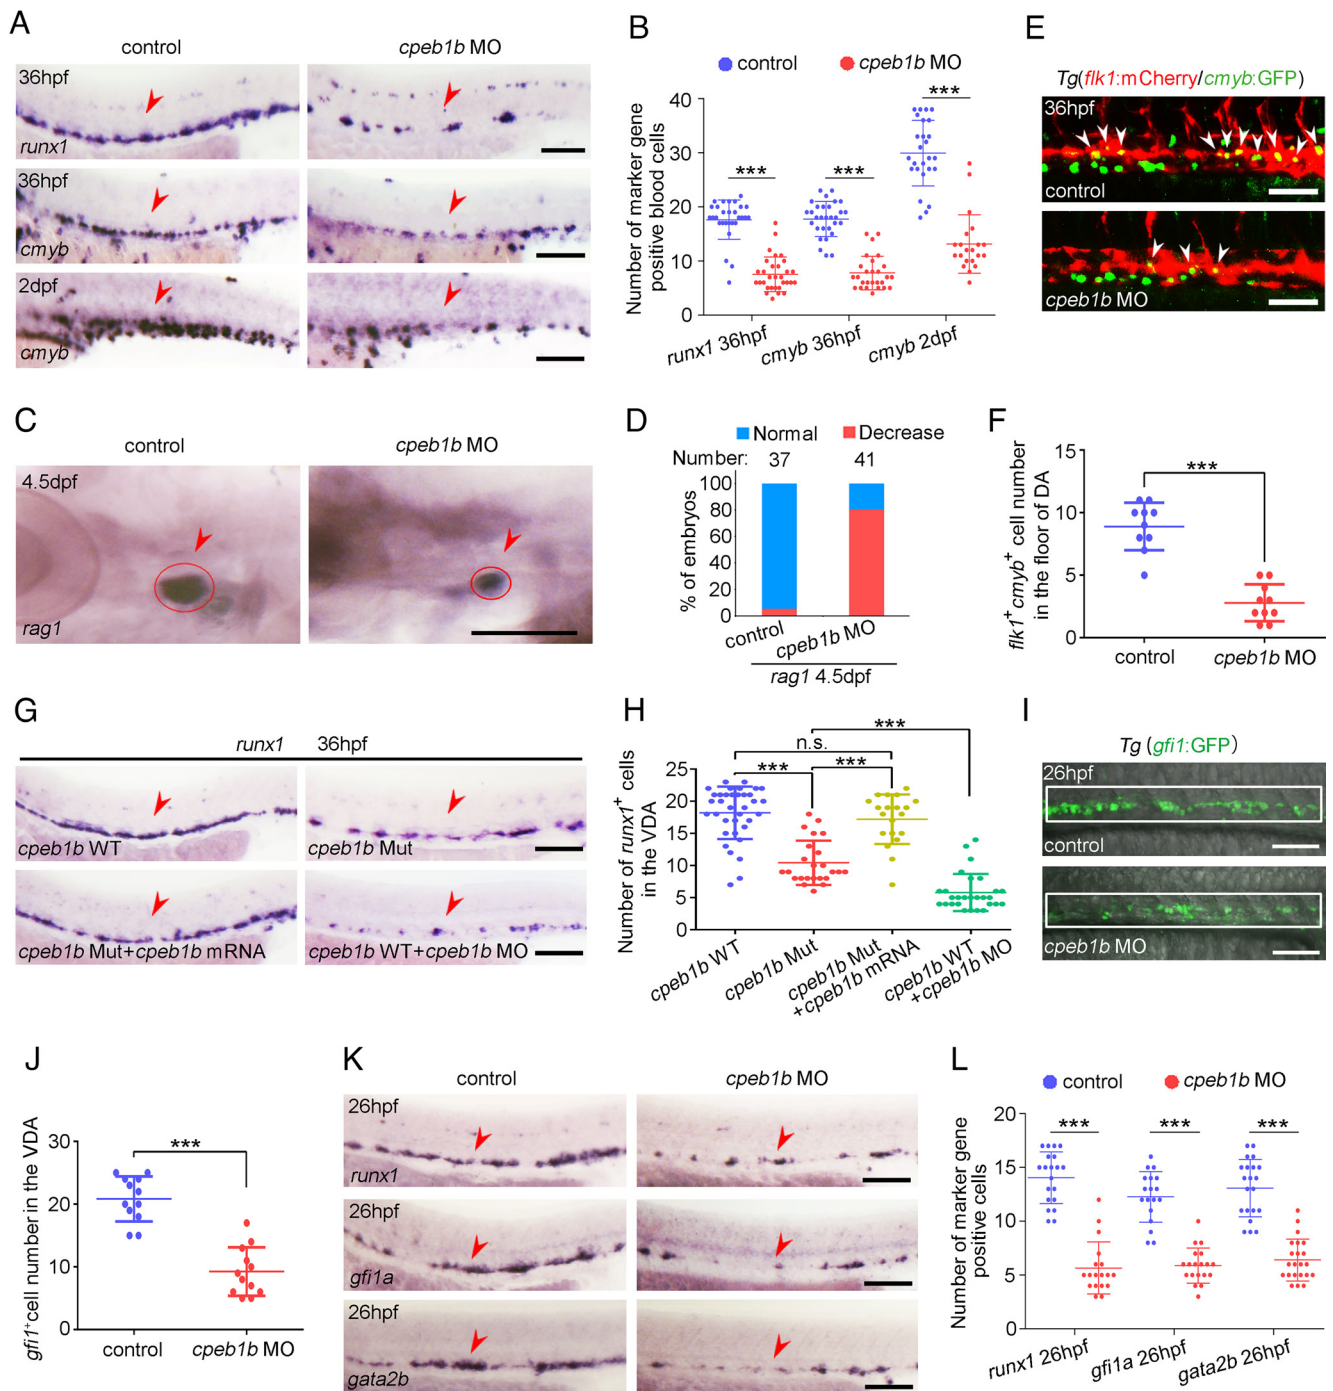 A
control
cpeb1b MO
36hpf
runx1
36hpf
cmyb
2dpf
cmyb
B
control
cpeb1b MO
Number of marker gene
positive blood cells
40
30
20
10
0
***
***
***
runx1 36hpf
cmyb 36hpf
cmyb 2dpf
E
Tg(flk1:mCherry/cmyb:GFP)
36hpf
control
cpeb1b MO
C
control
cpeb1b MO
4.5dpf
rag1
D
Normal
Decrease
Number: 37 41
% of embryos
100
80
60
40
20
0
control
cpeb1b MO
rag1 4.5dpf
F
flk1+ cmyb+ cell number
in the floor of DA
15
10
5
0
***
control
cpeb1b MO
G
runx1 36hpf
cpeb1b WT
cpeb1b Mut
cpeb1b Mut+cpeb1b mRNA
cpeb1b WT+cpeb1b MO
H
Number of runx1+ cells
in the VDA
25
20
15
10
5
0
***
n.s.
***
***
cpeb1b WT
cpeb1b Mut
cpeb1b Mut
+cpeb1b mRNA
cpeb1b WT
+cpeb1b MO
I
Tg (gfi1:GFP)
26hpf
control
cpeb1b MO
J
gfi1+cell number in the VDA
30
20
10
0
***
control
cpeb1b MO
K
control
cpeb1b MO
26hpf
runx1
26hpf
gfi1a
26hpf
gata2b
L
control
cpeb1b MO
Number of marker gene
positive cells
20
15
10
5
0
***
***
***
runx1 26hpf
gfi1a 26hpf
gata2b 26hpf